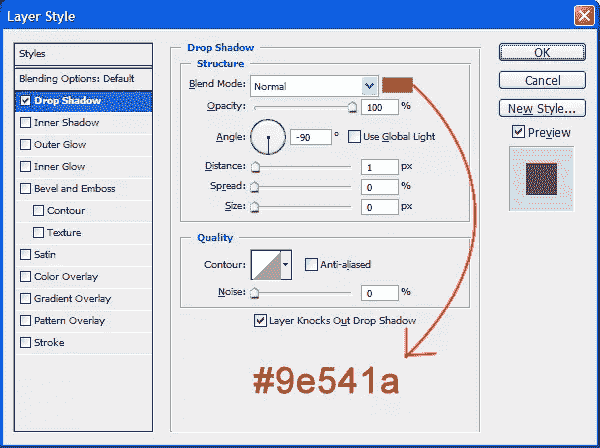 Layer Style
Styles
Blending Options: Default
Drop Shadow
Inner Shadow
Outer Glow
Inner Glow
Bevel and Emboss
Contour
Texture
Satin
Color Overlay
Gradient Overlay
Pattern Overlay
Stroke
Drop Shadow
Structure
Blend Mode: Normal
Opacity: 100 %
Angle: -90 ° Use Global Light
Distance: 1 px
Spread: 0 %
Size: 0 px
Quality
Contour: Anti-aliased
Noise: 0 %
Layer Knocks Out Drop Shadow
#9e541a
OK
Cancel
New Style...
Preview